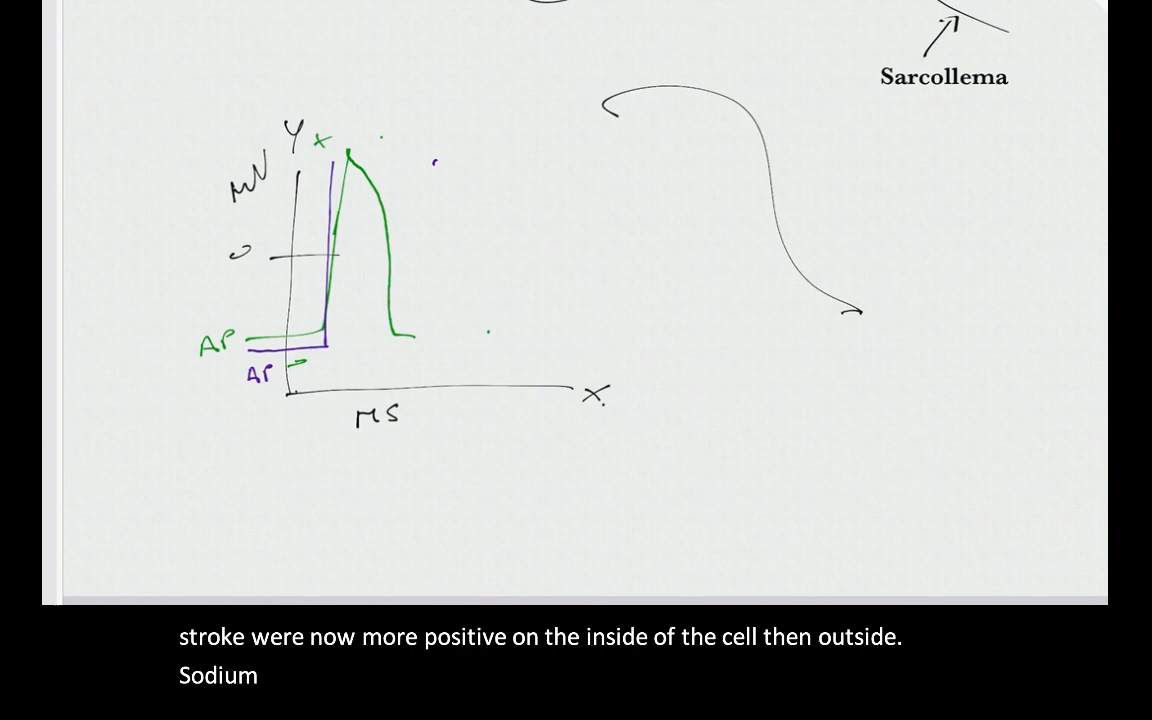 Sarcollema
Y
+
mV
0
AP
AP
-
X
MS
stroke were now more positive on the inside of the cell then outside.
Sodium